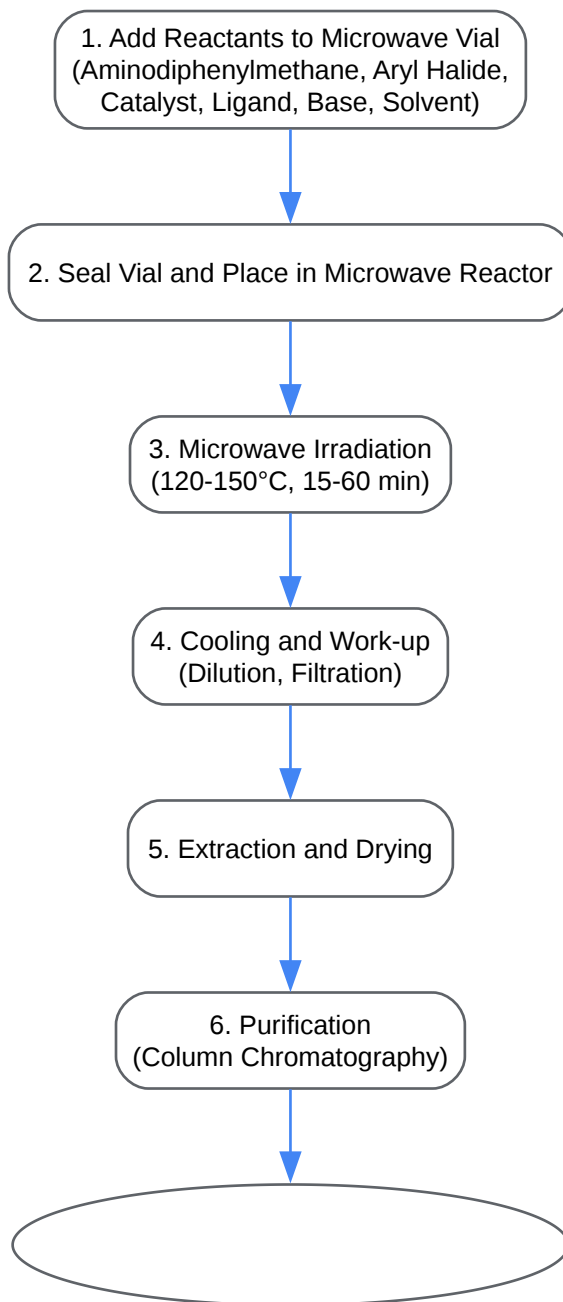 1. Add Reactants to Microwave Vial
(Aminodiphenylmethane, Aryl Halide,
Catalyst, Ligand, Base, Solvent)
2. Seal Vial and Place in Microwave Reactor
3. Microwave Irradiation
(120-150°C, 15-60 min)
4. Cooling and Work-up
(Dilution, Filtration)
5. Extraction and Drying
6. Purification
(Column Chromatography)